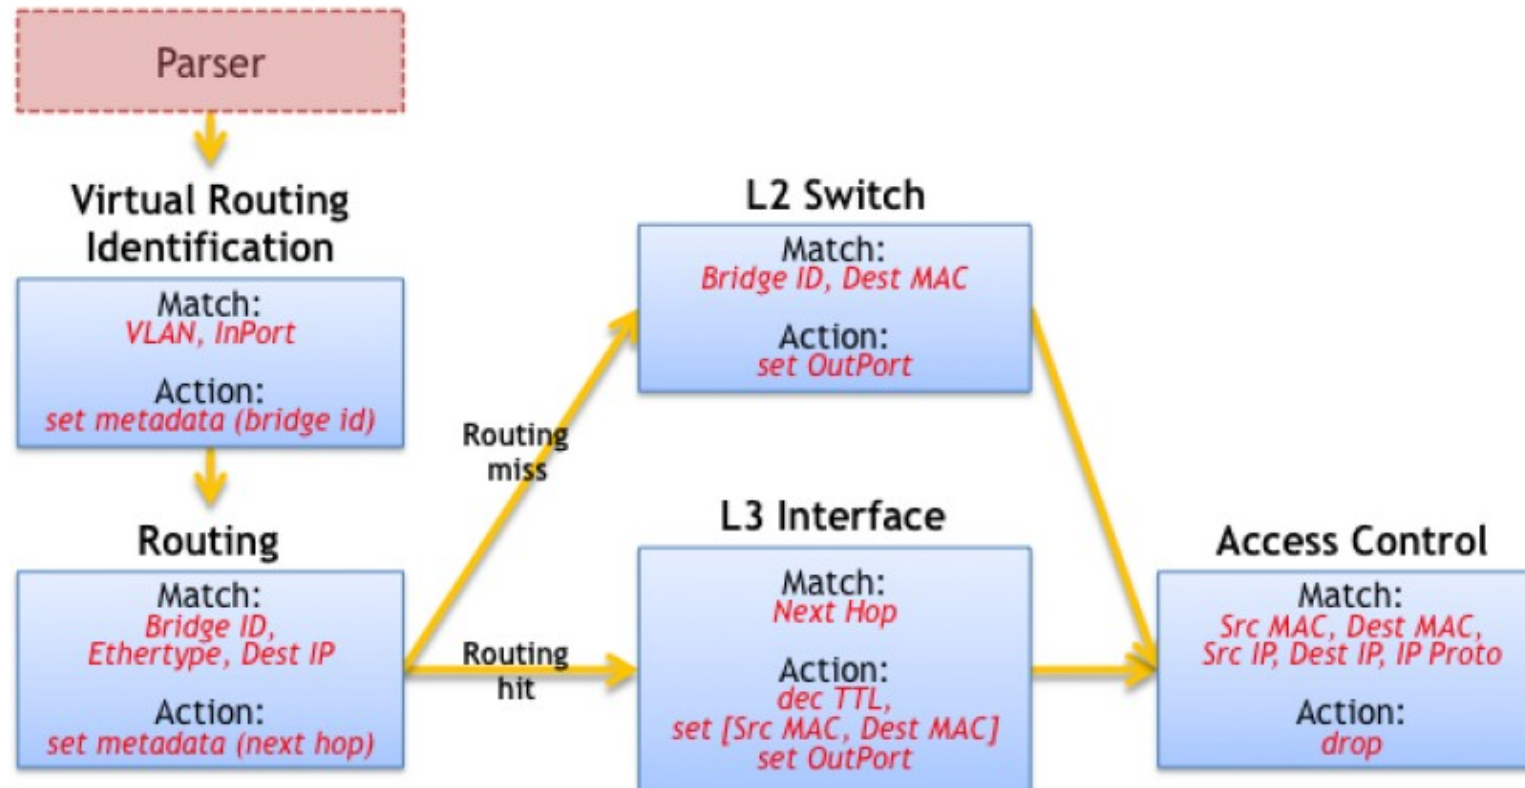 Parser
Virtual Routing
Identification
Match:
VLAN, InPort
Action:
set metadata (bridge id)
Routing
Match:
Bridge ID,
Ethertype, Dest IP
Action:
set metadata (next hop)
Routing
miss
Routing
hit
L2 Switch
Match:
Bridge ID, Dest MAC
Action:
set OutPort
L3 Interface
Match:
Next Hop
Action:
dec TTL,
set [Src MAC, Dest MAC]
set OutPort
Access Control
Match:
Src MAC, Dest MAC,
Src IP, Dest IP, IP Proto
Action:
drop